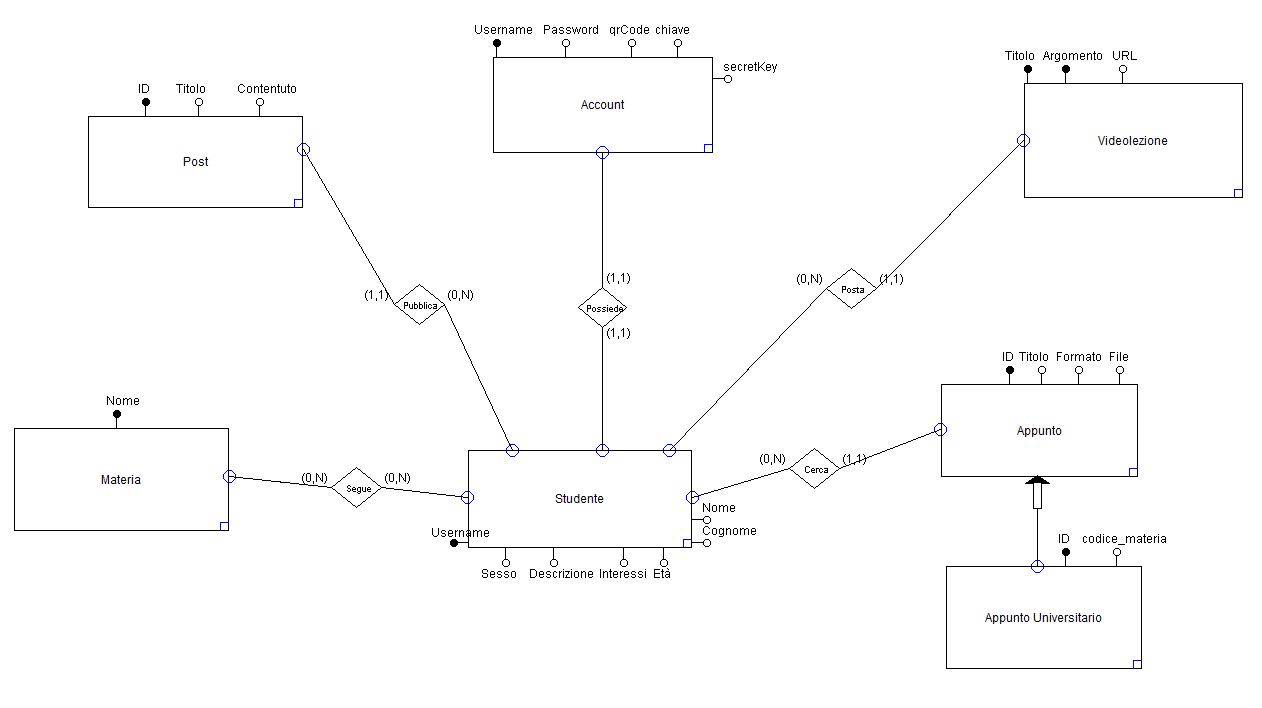 Username Password qrCode chiave
secretKey
Account
Titolo Argomento URL
Videolezione
ID Titolo Contentuto
Post
(1,1)
Possiede
(1,1)
(0,N) Posta (1,1)
(1,1) Pubblica (0,N)
ID Titolo Formato File
Appunto
Nome
Materia
(0,N) Segue (0,N)
(0,N) Cerca (1,1)
Studente
Nome
Cognome
Username
Sesso Descrizione Interessi Età
ID codice_materia
Appunto Universitario